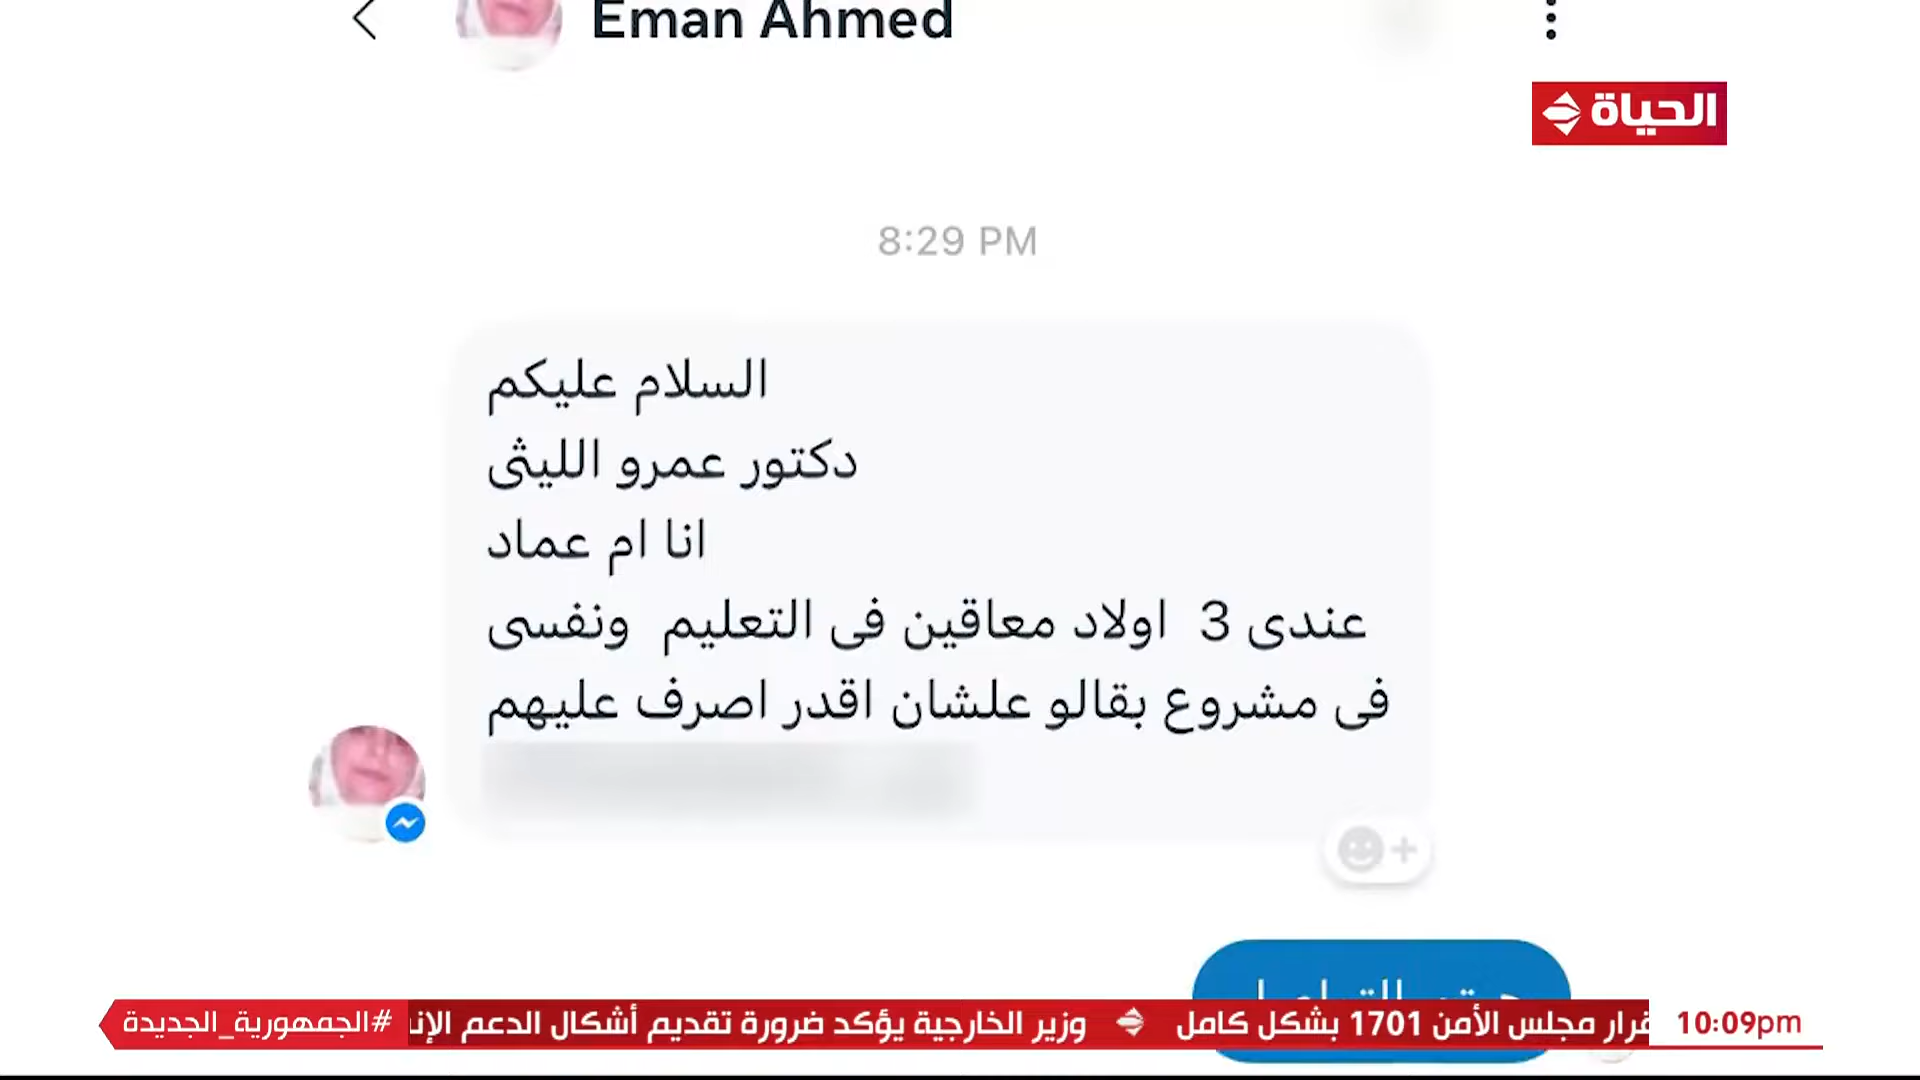 Eman Ahmed
الحياة
8:29 PM
السلام عليكم
دكتور عمرو الليثى
انا ام عماد
عندى 3 اولاد معاقين فى التعليم ونفسى
فى مشروع بقالو علشان اقدر اصرف عليهم
#الجمهورية_الجديدة
قرار مجلس الأمن 1701 بشكل كامل
وزير الخارجية يؤكد ضرورة تقديم أشكال الدعم
10:09pm